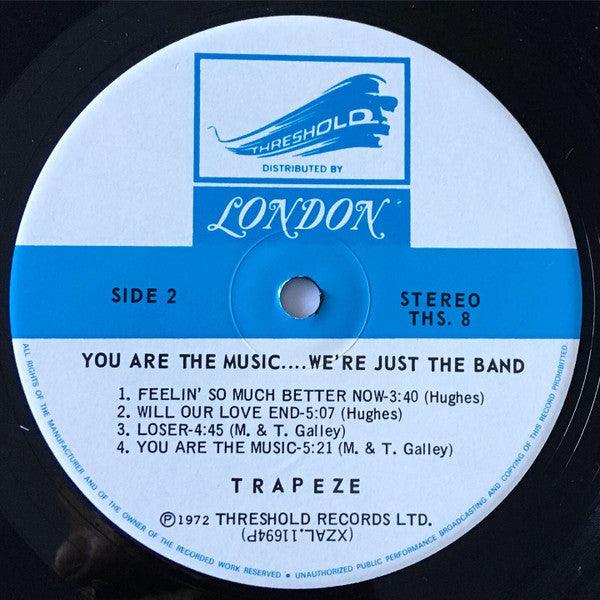 THRESHOLD
DISTRIBUTED BY
LONDON
SIDE 2
STEREO
THS. 8
YOU ARE THE MUSIC....WE'RE JUST THE BAND
1. FEELIN' SO MUCH BETTER NOW-3:40 (Hughes)
2. WILL OUR LOVE END-5:07 (Hughes)
3. LOSER-4:45 (M. & T. Galley)
4. YOU ARE THE MUSIC-5:21 (M. & T. Galley)
TRAPEZE
Ⓟ1972 THRESHOLD RECORDS LTD.
(XZAL.11694P)
ALL RIGHTS OF THE MANUFACTURER AND OF THE OWNER OF THE RECORDED WORK RESERVED • UNAUTHORIZED PUBLIC PERFORMANCE BROADCASTING AND COPYING OF THIS RECORD PROHIBITED